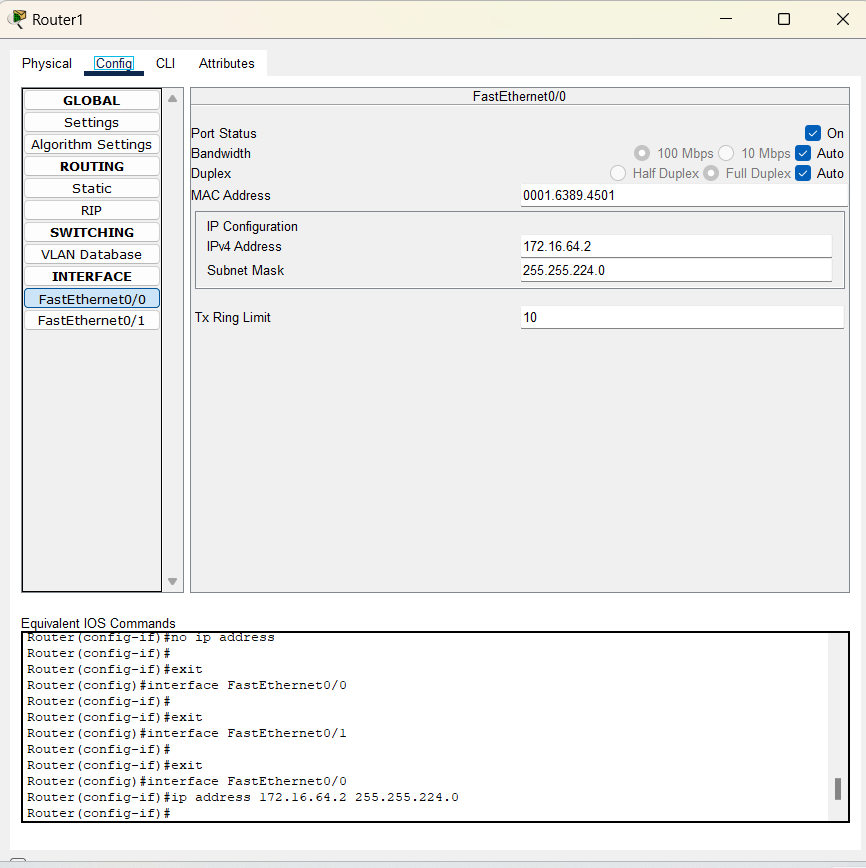 Router1
Physical Config CLI Attributes
GLOBAL
Settings
Algorithm Settings
ROUTING
Static
RIP
SWITCHING
VLAN Database
INTERFACE
FastEthernet0/0
FastEthernet0/1
FastEthernet0/0
Port Status On
Bandwidth 100 Mbps 10 Mbps Auto
Duplex Half Duplex Full Duplex Auto
MAC Address 0001.6389.4501
IP Configuration
IPv4 Address 172.16.64.2
Subnet Mask 255.255.224.0
Tx Ring Limit 10
Equivalent IOS Commands
Router(config-if)#no ip address
Router(config-if)#
Router(config-if)#exit
Router(config)#interface FastEthernet0/0
Router(config-if)#
Router(config-if)#exit
Router(config)#interface FastEthernet0/1
Router(config-if)#
Router(config-if)#exit
Router(config)#interface FastEthernet0/0
Router(config-if)#ip address 172.16.64.2 255.255.224.0
Router(config-if)#